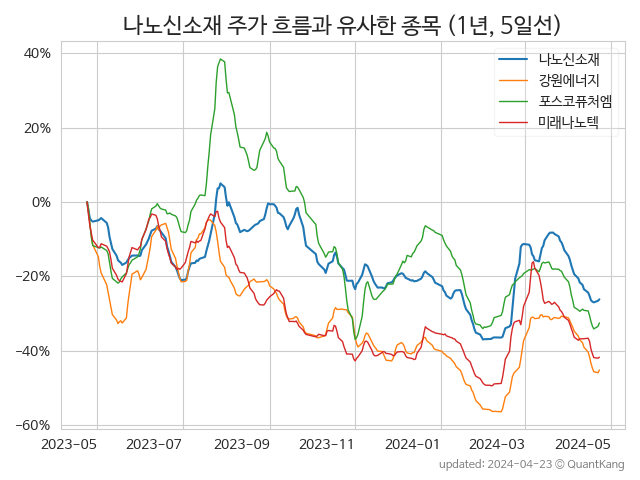 나노신소재 주가 흐름과 유사한 종목 (1년, 5일선)
나노신소재
강원에너지
포스코퓨처엠
미래나노텍
40%
20%
0%
−20%
−40%
−60%
2023-05 2023-07 2023-09 2023-11 2024-01 2024-03 2024-05
updated: 2024-04-23 © QuantKang